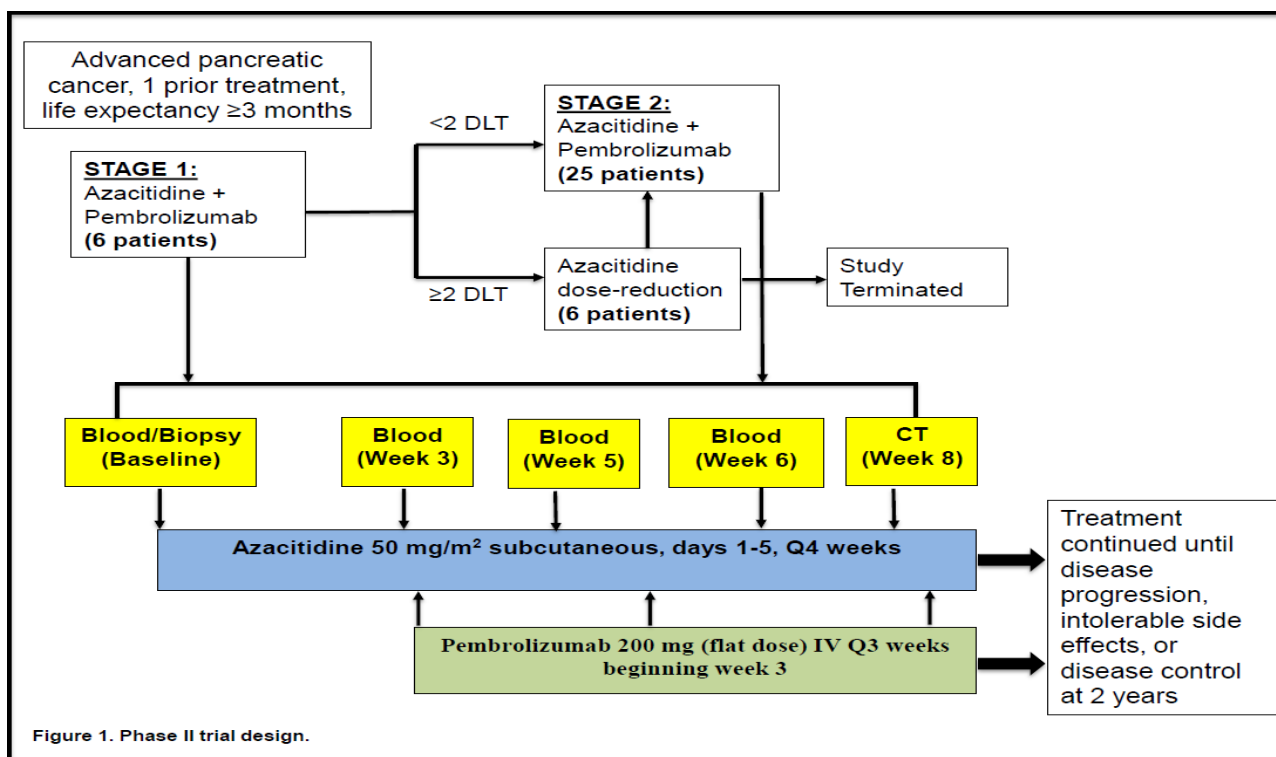 Advanced pancreatic
cancer, 1 prior treatment,
life expectancy ≥3 months
STAGE 1:
Azacitidine +
Pembrolizumab
(6 patients)
<2 DLT
≥2 DLT
STAGE 2:
Azacitidine +
Pembrolizumab
(25 patients)
Azacitidine
dose-reduction
(6 patients)
Study
Terminated
Blood/Biopsy
(Baseline)
Blood
(Week 3)
Blood
(Week 5)
Blood
(Week 6)
CT
(Week 8)
Azacitidine 50 mg/m² subcutaneous, days 1-5, Q4 weeks
Pembrolizumab 200 mg (flat dose) IV Q3 weeks
beginning week 3
Treatment
continued until
disease
progression,
intolerable side
effects, or
disease control
at 2 years
Figure 1. Phase II trial design.